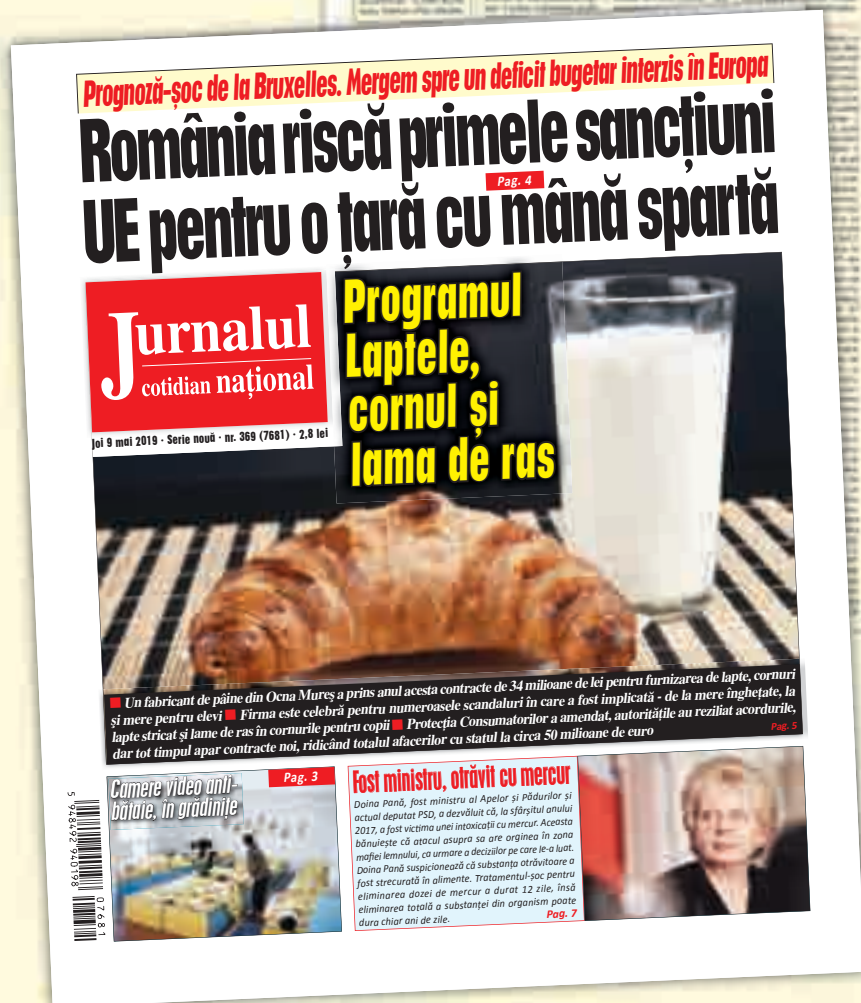 Prognoză-șoc de la Bruxelles. Mergem spre un deficit bugetar interzis în Europa
România riscă primele sancțiuni
Pag. 4
UE pentru o țară cu mână spartă
Jurnalul
cotidian național
Joi 9 mai 2019 · Serie nouă · nr. 369 (7681) · 2,8 lei
Programul
Laptele,
cornul și
lama de ras
■ Un fabricant de pâine din Ocna Mureș a prins anul acesta contracte de 34 milioane de lei pentru furnizarea de lapte, cornuri
și mere pentru elevi ■ Firma este celebră pentru numeroasele scandaluri în care a fost implicată - de la mere înghețate, la
lapte stricat și lame de ras în cornurile pentru copii ■ Protecția Consumatorilor a amendat, autoritățile au reziliat acordurile,
dar tot timpul apar contracte noi, ridicând totalul afacerilor cu statul la circa 50 milioane de euro
Pag. 5
Pag. 3
Camere video anti-
bătaie, în grădinițe
5 948492 940198
07681
Fost ministru, otrăvit cu mercur
Doina Pană, fost ministru al Apelor și Pădurilor și
actual deputat PSD, a dezvăluit că, la sfârșitul anului
2017, a fost victima unei intoxicații cu mercur. Aceasta
bănuiește că atacul asupra sa are orginea în zona
mafiei lemnului, ca urmare a deciziilor pe care le-a luat.
Doina Pană suspicionează că substanța otrăvitoare a
fost strecurată în alimente. Tratamentul-șoc pentru
eliminarea dozei de mercur a durat 12 zile, însă
eliminarea totală a substanței din organism poate
dura chiar ani de zile.
Pag. 7